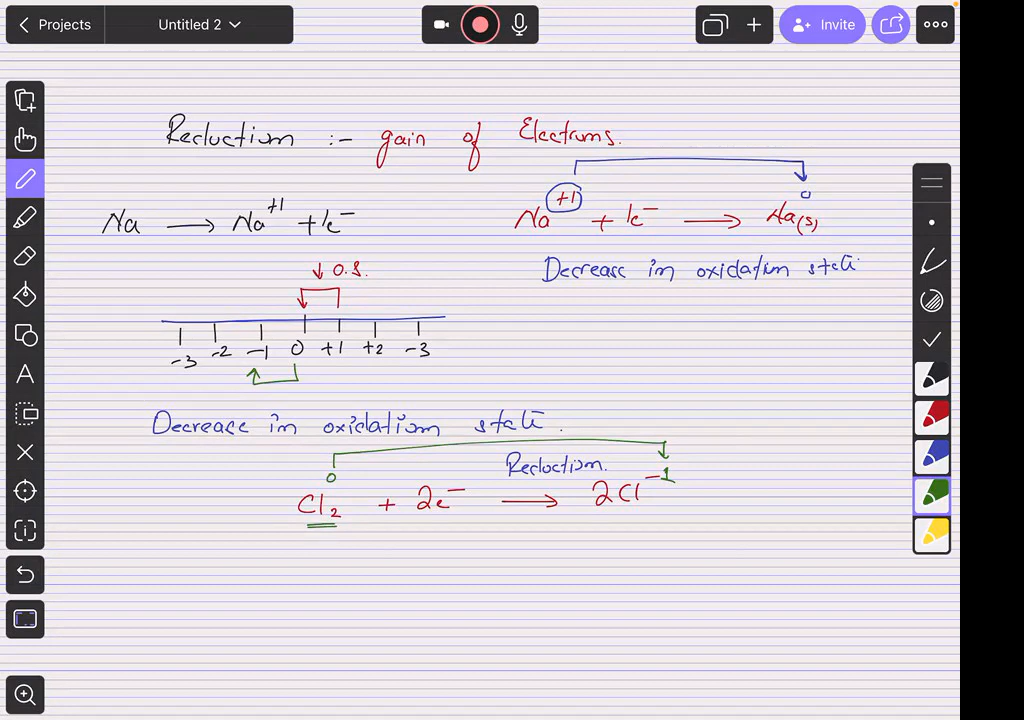 Projects Untitled 2 Invite
Reduction :- gain of Electrons.
Na → Na⁺¹ + 1e⁻
Na⁺¹ + 1e⁻ → Na(s) 0
Decrease in oxidation state
↓ O.S.
-3 -2 -1 0 +1 +2 -3
Decrease in oxidation state.
Reduction.
0 -1
Cl₂ + 2e⁻ → 2Cl⁻¹
A